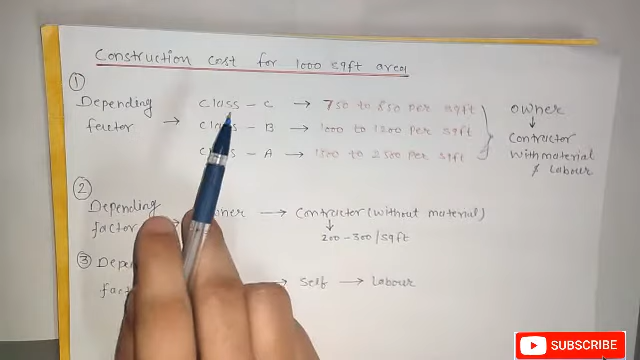 Construction cost for 1000 sqft area
①
Depending factor → class - C → 750 to 850 per sqft
class - B → 1000 to 1200 per sqft
- A → 1500 to 2500 per sqft
owner
↓
contractor
with material
& Labour
②
Depending factor → owner → Contractor (without material)
↓
200 - 300 / sqft
③
→ Self → Labour
SUBSCRIBE